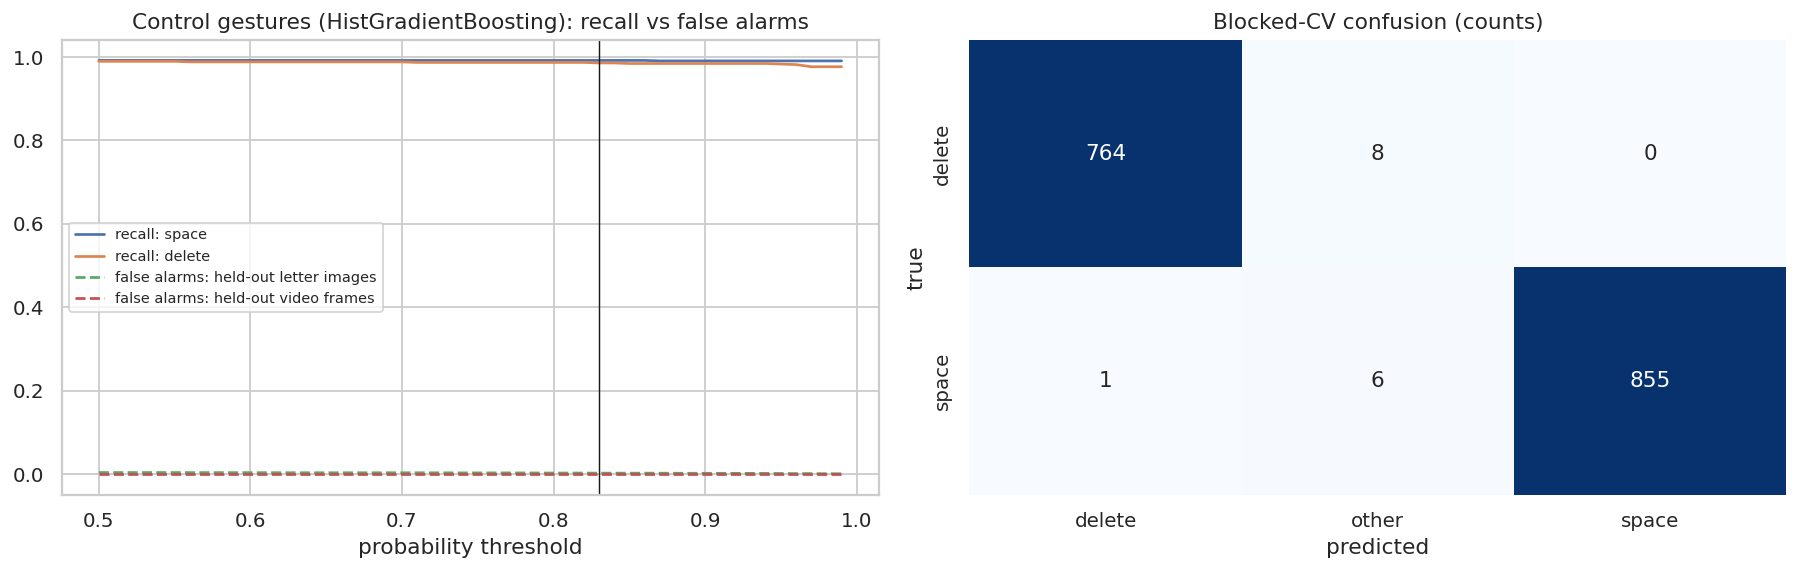 Control gestures (HistGradientBoosting): recall vs false alarms
1.0
0.8
0.6
0.4
0.2
0.0
recall: space
recall: delete
false alarms: held-out letter images
false alarms: held-out video frames
0.5 0.6 0.7 0.8 0.9 1.0
probability threshold
Blocked-CV confusion (counts)
true
delete
space
764 8 0
1 6 855
delete other space
predicted